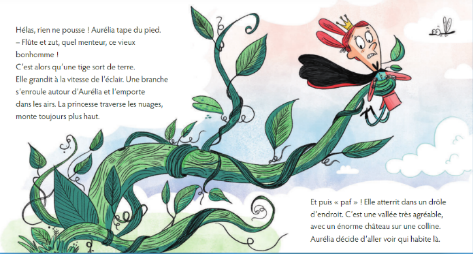 Hélas, rien ne pousse ! Aurélia tape du pied.
– Flûte et zut, quel menteur, ce vieux
bonhomme !
C'est alors qu'une tige sort de terre.
Elle grandit à la vitesse de l'éclair. Une branche
s'enroule autour d'Aurélia et l'emporte
dans les airs. La princesse traverse les nuages,
monte toujours plus haut.
Et puis « paf » ! Elle atterrit dans un drôle
d'endroit. C'est une vallée très agréable,
avec un énorme château sur une colline.
Aurélia décide d'aller voir qui habite là.